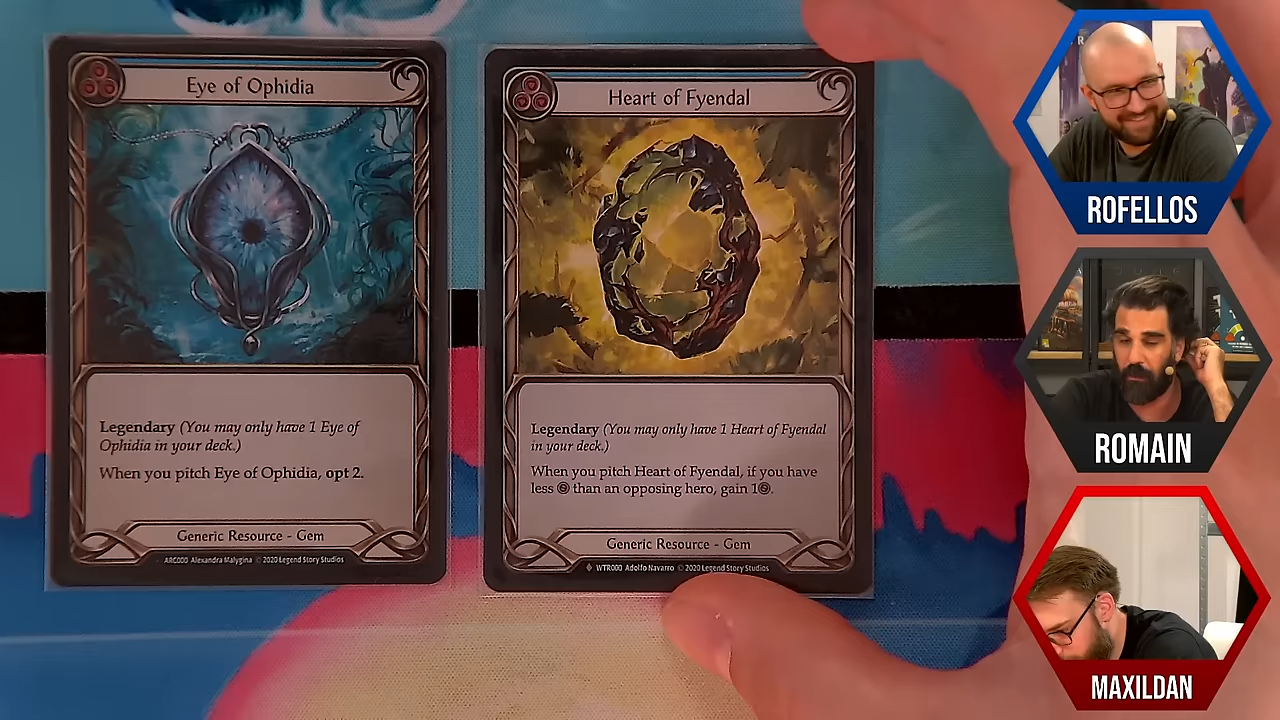 Eye of Ophidia
Legendary (You may only have 1 Eye of
Ophidia in your deck.)
When you pitch Eye of Ophidia, opt 2.
Generic Resource - Gem
ARC000 Alexandra Malygina © 2020 Legend Story Studios
Heart of Fyendal
Legendary (You may only have 1 Heart of Fyendal
in your deck.)
When you pitch Heart of Fyendal, if you have
less than an opposing hero, gain 1.
Generic Resource - Gem
WTR000 Adolfo Navarro © 2020 Legend Story Studios
ROFELLOS
ROMAIN
MAXILDAN